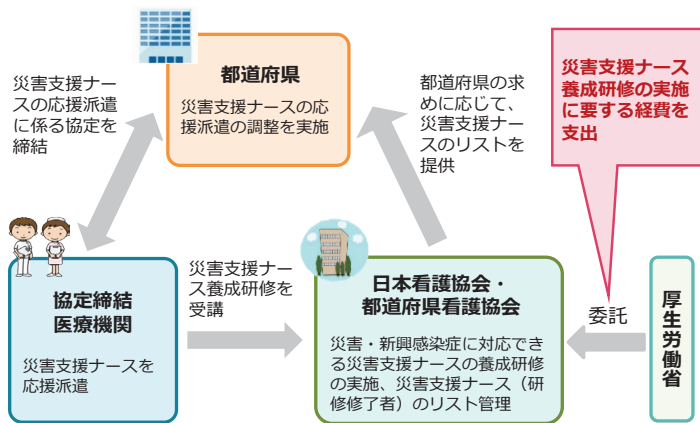 災害支援ナー
スの応援派遣
に係る協定を
締結
都道府県
災害支援ナースの応
援派遣の調整を実施
都道府県の求
めに応じて、
災害支援ナー
スのリストを
提供
災害支援ナース
養成研修の実施
に要する経費を
支出
協定締結
医療機関
災害支援ナースを
応援派遣
災害支援ナー
ス養成研修を
受講
日本看護協会・
都道府県看護協会
災害・新興感染症に対応でき
る災害支援ナースの養成研修
の実施、災害支援ナース（研
修修了者）のリスト管理
委託
厚生労働省